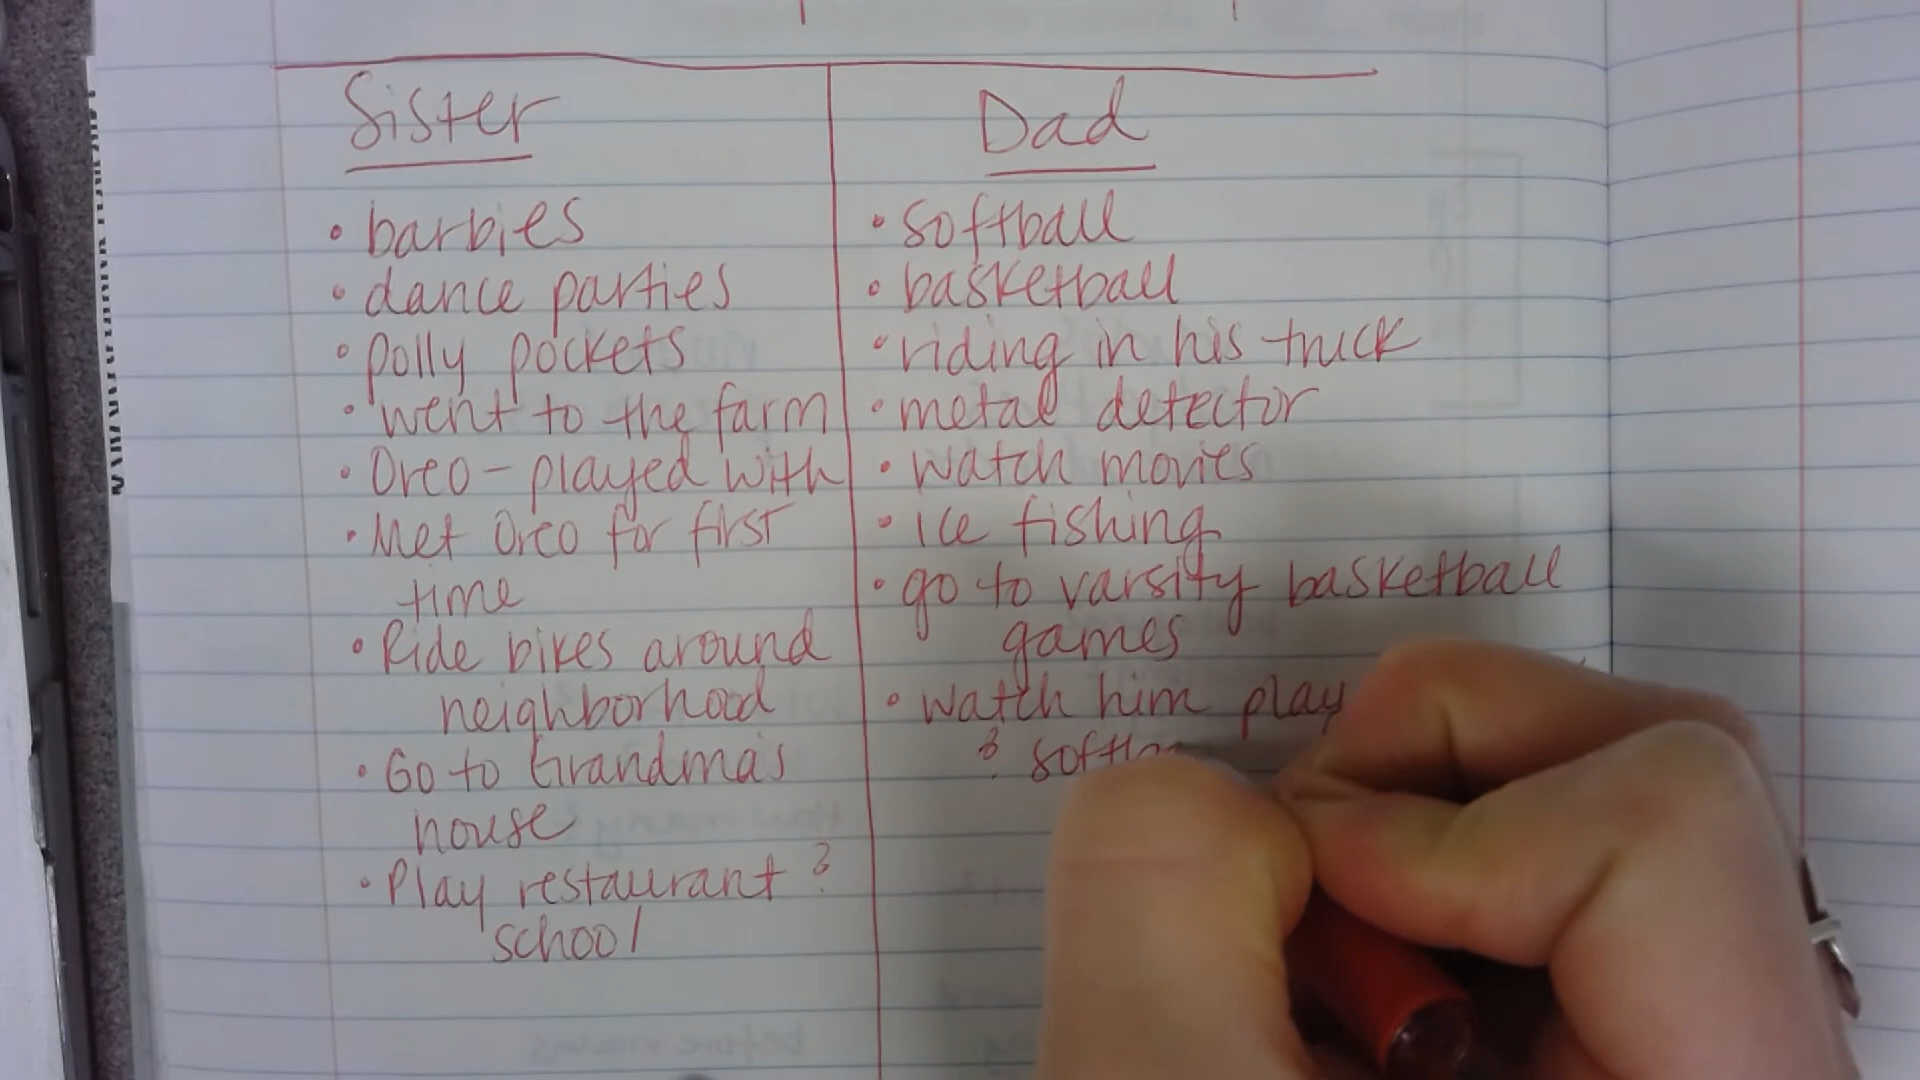 Sister
• barbies
• dance parties
• polly pockets
• went to the farm
• Oreo - played with
• Met Oreo for first
time
• Ride bikes around
neighborhood
• Go to Grandma's
house
• Play restaurant &
school
Dad
• softball
• basketball
• riding in his truck
• metal detector
• watch movies
• ice fishing
• go to varsity basketball
games
• watch him play
&